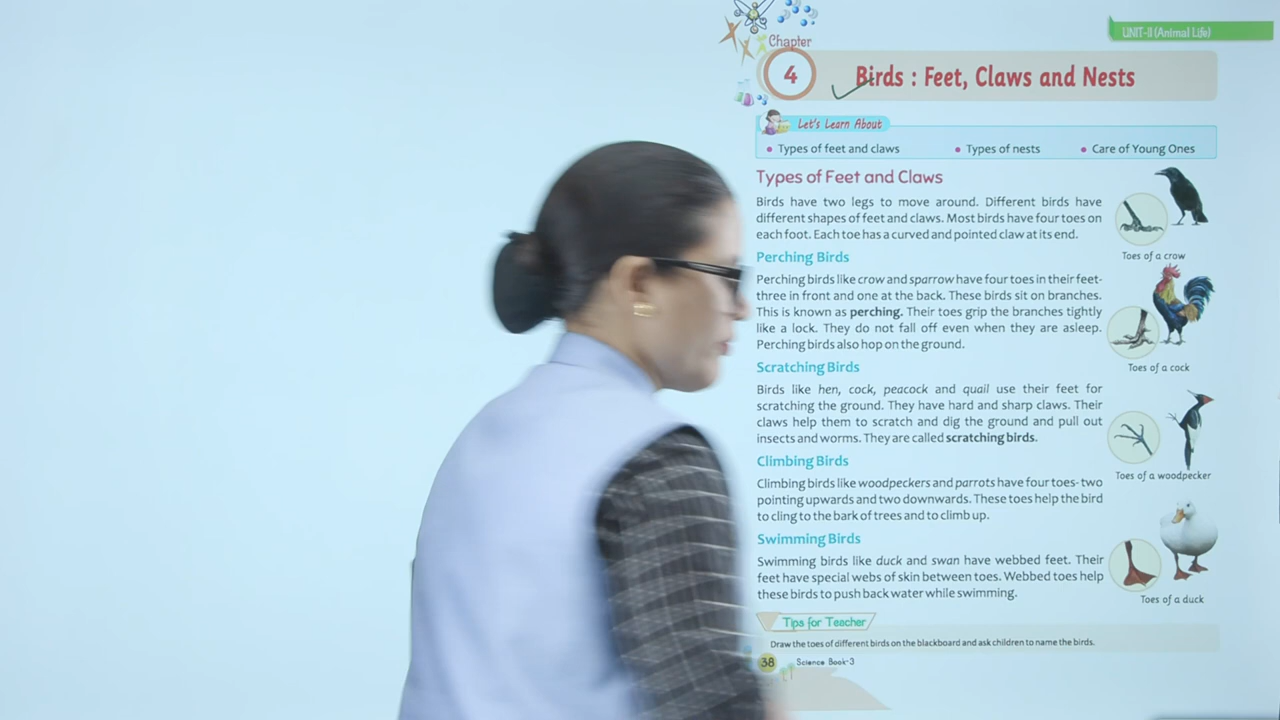 UNIT-II (Animal Life)
Chapter
4
Birds : Feet, Claws and Nests
Let's Learn About
• Types of feet and claws
• Types of nests
• Care of Young Ones
Types of Feet and Claws
Birds have two legs to move around. Different birds have
different shapes of feet and claws. Most birds have four toes on
each foot. Each toe has a curved and pointed claw at its end.
Toes of a crow
Perching Birds
Perching birds like crow and sparrow have four toes in their feet-
three in front and one at the back. These birds sit on branches.
This is known as perching. Their toes grip the branches tightly
like a lock. They do not fall off even when they are asleep.
Perching birds also hop on the ground.
Toes of a cock
Scratching Birds
Birds like hen, cock, peacock and quail use their feet for
scratching the ground. They have hard and sharp claws. Their
claws help them to scratch and dig the ground and pull out
insects and worms. They are called scratching birds.
Climbing Birds
Climbing birds like woodpeckers and parrots have four toes- two
pointing upwards and two downwards. These toes help the bird
to cling to the bark of trees and to climb up.
Toes of a woodpecker
Swimming Birds
Swimming birds like duck and swan have webbed feet. Their
feet have special webs of skin between toes. Webbed toes help
these birds to push back water while swimming.
Toes of a duck
Tips for Teacher
Draw the toes of different birds on the blackboard and ask children to name the birds.
38
Science Book-3